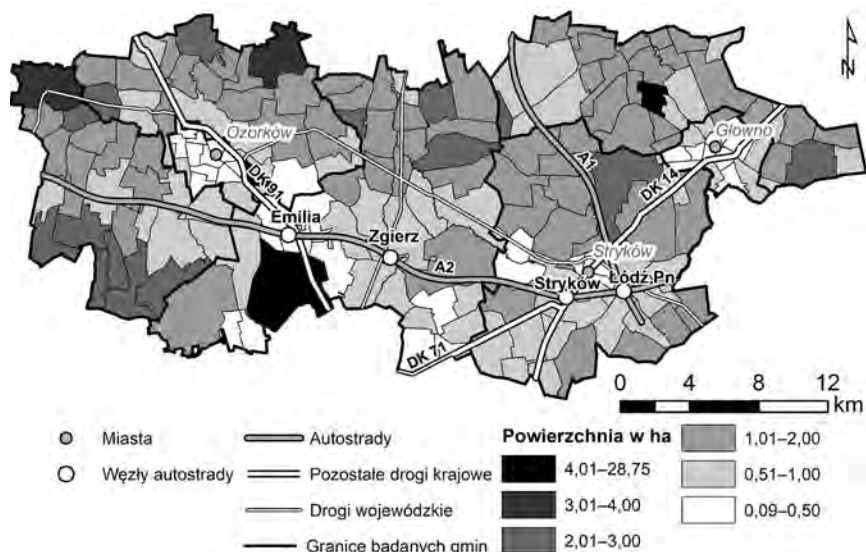 N
Ozorków
Głowno
A1
DK 14
DK 91
Emilia
Zgierz
Stryków
A2
Stryków
Łódź Pn
DK 71
0 4 8 12
km
Miasta
Węzły autostrady
Autostrady
Pozostałe drogi krajowe
Drogi wojewódzkie
Granice badanych gmin
Powierzchnia w ha
4,01–28,75
3,01–4,00
2,01–3,00
1,01–2,00
0,51–1,00
0,09–0,50